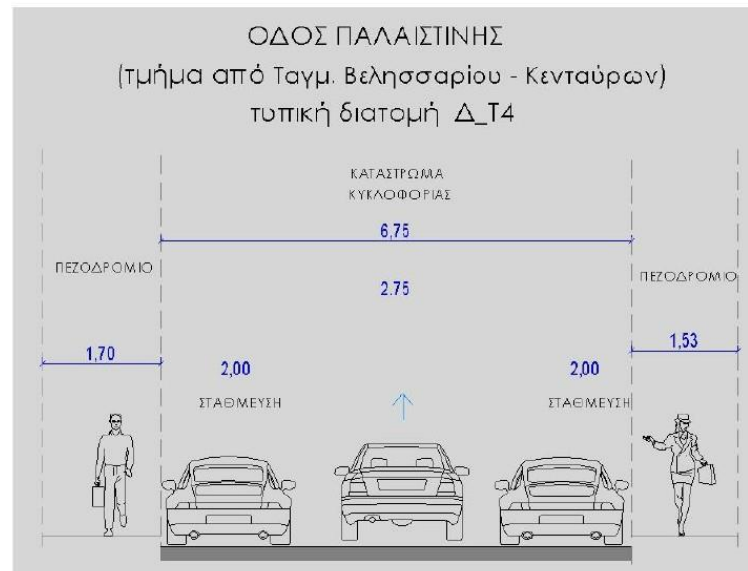 ΟΔΟΣ ΠΑΛΑΙΣΤΙΝΗΣ
(τμήμα από Ταγμ. Βελησσαρίου - Κενταύρων)
τυπική διατομή Δ_Τ4
ΚΑΤΑΣΤΡΩΜΑ
ΚΥΚΛΟΦΟΡΙΑΣ
6,75
ΠΕΖΟΔΡΟΜΙΟ
2.75
ΠΕΖΟΔΡΟΜΙΟ
1,70
2,00
2,00
1,53
ΣΤΑΘΜΕΥΣΗ
ΣΤΑΘΜΕΥΣΗ